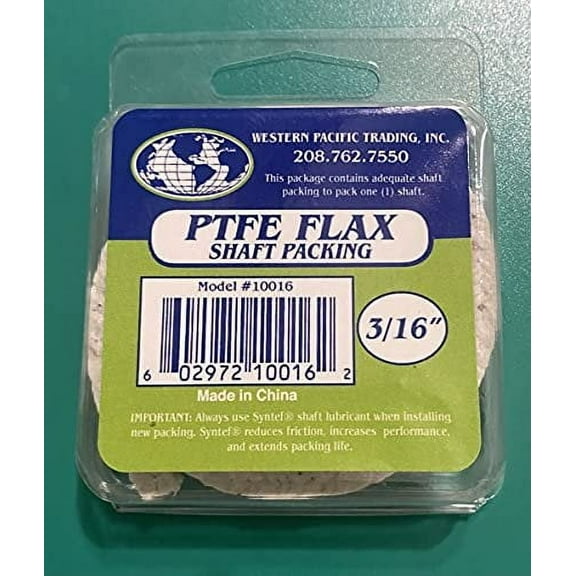 WESTERN PACIFIC TRADING, INC.
208.762.7550
This package contains adequate shaft
packing to pack one (1) shaft.
PTFE FLAX
SHAFT PACKING
Model #10016
3/16"
6 02972 10016 2
Made in China
IMPORTANT: Always use Syntef® shaft lubricant when installing
new packing. Syntef® reduces friction, increases performance,
and extends packing life.